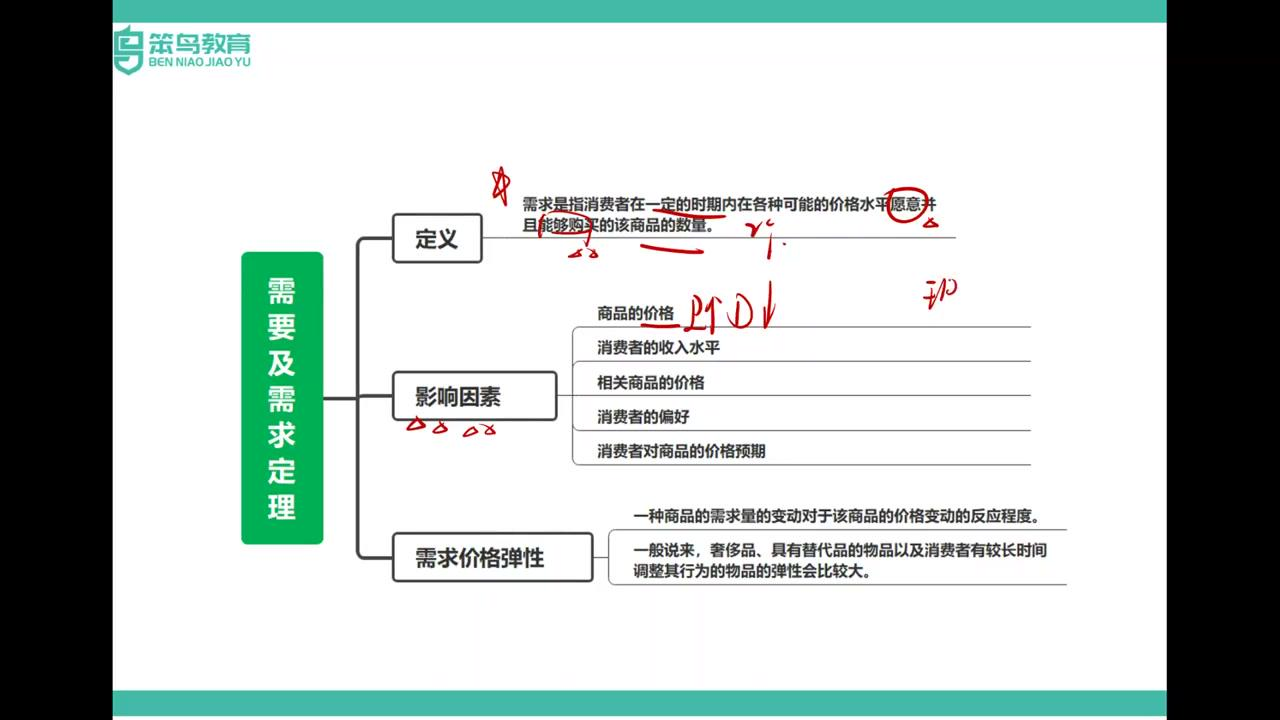 笨鸟教育
BEN NIAO JIAO YU
需求是指消费者在一定的时期内在各种可能的价格水平愿意并
且能够购买的该商品的数量。
定义
需要及需求定理
商品的价格 P↑ D↓
消费者的收入水平
相关商品的价格
影响因素
消费者的偏好
消费者对商品的价格预期
一种商品的需求量的变动对于该商品的价格变动的反应程度。
需求价格弹性
一般说来，奢侈品、具有替代品的物品以及消费者有较长时间
调整其行为的物品的弹性会比较大。